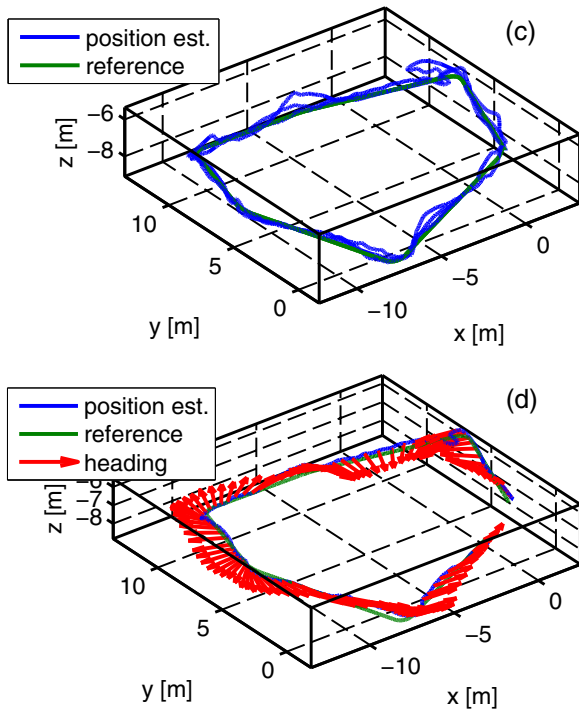 (c)
position est.
reference
−6
−8
z [m]
10
5
0
y [m]
−10
−5
0
x [m]
(d)
position est.
reference
heading
−7
−8
z [m]
10
5
0
y [m]
−10
−5
0
x [m]